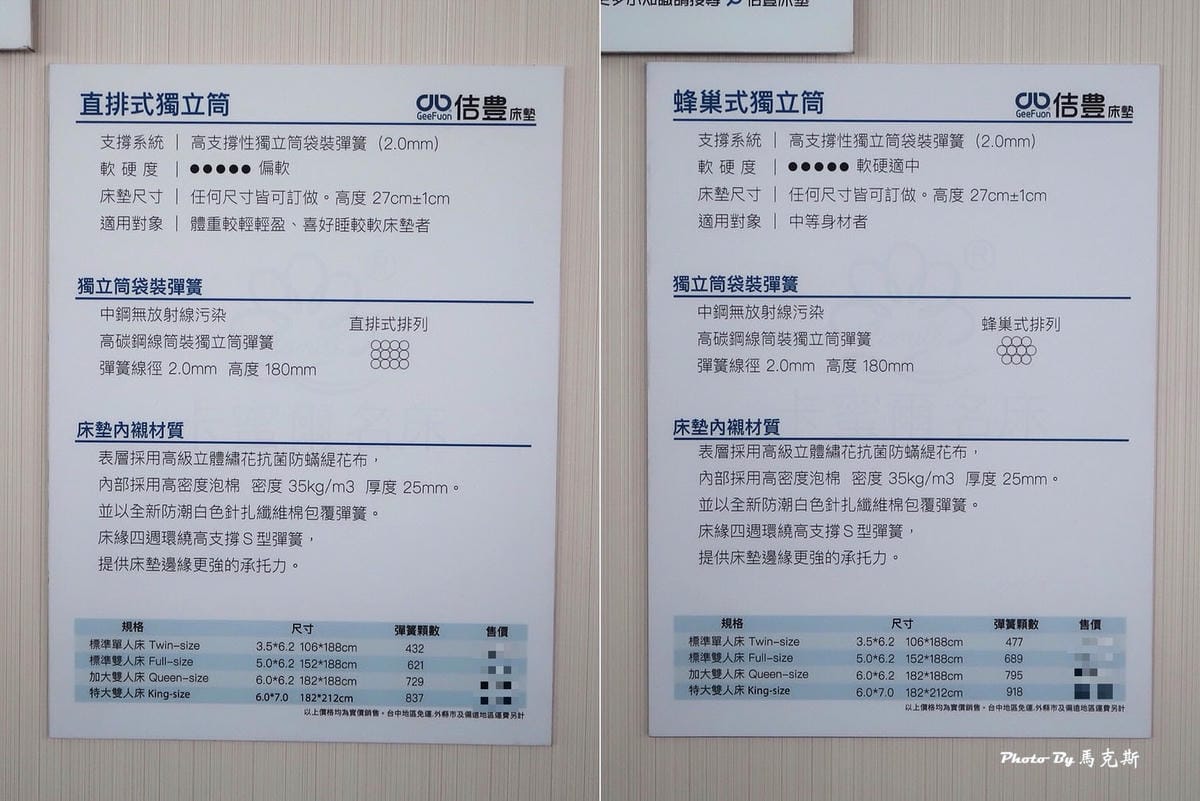 直排式獨立筒
GeeFuon 佶豐床墊
支撐系統｜高支撐性獨立筒袋裝彈簧 (2.0mm)
軟硬度｜●●●●● 偏軟
床墊尺寸｜任何尺寸皆可訂做。高度 27cm±1cm
適用對象｜體重較輕輕盈、喜好睡較軟床墊者
獨立筒袋裝彈簧
中鋼無放射線污染
直排式排列
高碳鋼線筒裝獨立筒彈簧
彈簧線徑 2.0mm 高度 180mm
床墊內襯材質
表層採用高級立體繡花抗菌防蟎緹花布，
內部採用高密度泡棉 密度 35kg/m3 厚度 25mm。
並以全新防潮白色針扎纖維棉包覆彈簧。
床緣四週環繞高支撐S型彈簧，
提供床墊邊緣更強的承托力。
規格 尺寸 彈簧顆數 售價
標準單人床 Twin-size 3.5*6.2 106*188cm 432
標準雙人床 Full-size 5.0*6.2 152*188cm 621
加大雙人床 Queen-size 6.0*6.2 182*188cm 729
特大雙人床 King-size 6.0*7.0 182*212cm 837
以上價格均為實價銷售。台中地區免運.外縣市及偏遠地區運費另計
佶豐床墊
蜂巢式獨立筒
GeeFuon 佶豐床墊
支撐系統｜高支撐性獨立筒袋裝彈簧 (2.0mm)
軟硬度｜●●●●● 軟硬適中
床墊尺寸｜任何尺寸皆可訂做。高度 27cm±1cm
適用對象｜中等身材者
獨立筒袋裝彈簧
中鋼無放射線污染
蜂巢式排列
高碳鋼線筒裝獨立筒彈簧
彈簧線徑 2.0mm 高度 180mm
床墊內襯材質
表層採用高級立體繡花抗菌防蟎緹花布，
內部採用高密度泡棉 密度 35kg/m3 厚度 25mm。
並以全新防潮白色針扎纖維棉包覆彈簧。
床緣四週環繞高支撐S型彈簧，
提供床墊邊緣更強的承托力。
規格 尺寸 彈簧顆數 售價
標準單人床 Twin-size 3.5*6.2 106*188cm 477
標準雙人床 Full-size 5.0*6.2 152*188cm 689
加大雙人床 Queen-size 6.0*6.2 182*188cm 795
特大雙人床 King-size 6.0*7.0 182*212cm 918
以上價格均為實價銷售。台中地區免運.外縣市及偏遠地區運費另計
Photo By 馬克斯